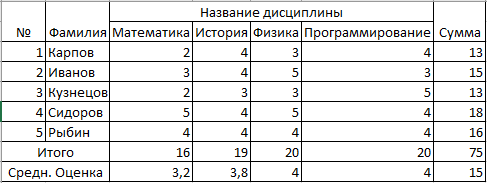 Название дисциплины
№ Фамилия Математика История Физика Программирование Сумма
1 Карпов 2 4 3 4 13
2 Иванов 3 4 5 3 15
3 Кузнецов 2 3 3 5 13
4 Сидоров 5 4 5 4 18
5 Рыбин 4 4 4 4 16
Итого 16 19 20 20 75
Средн. Оценка 3,2 3,8 4 4 15